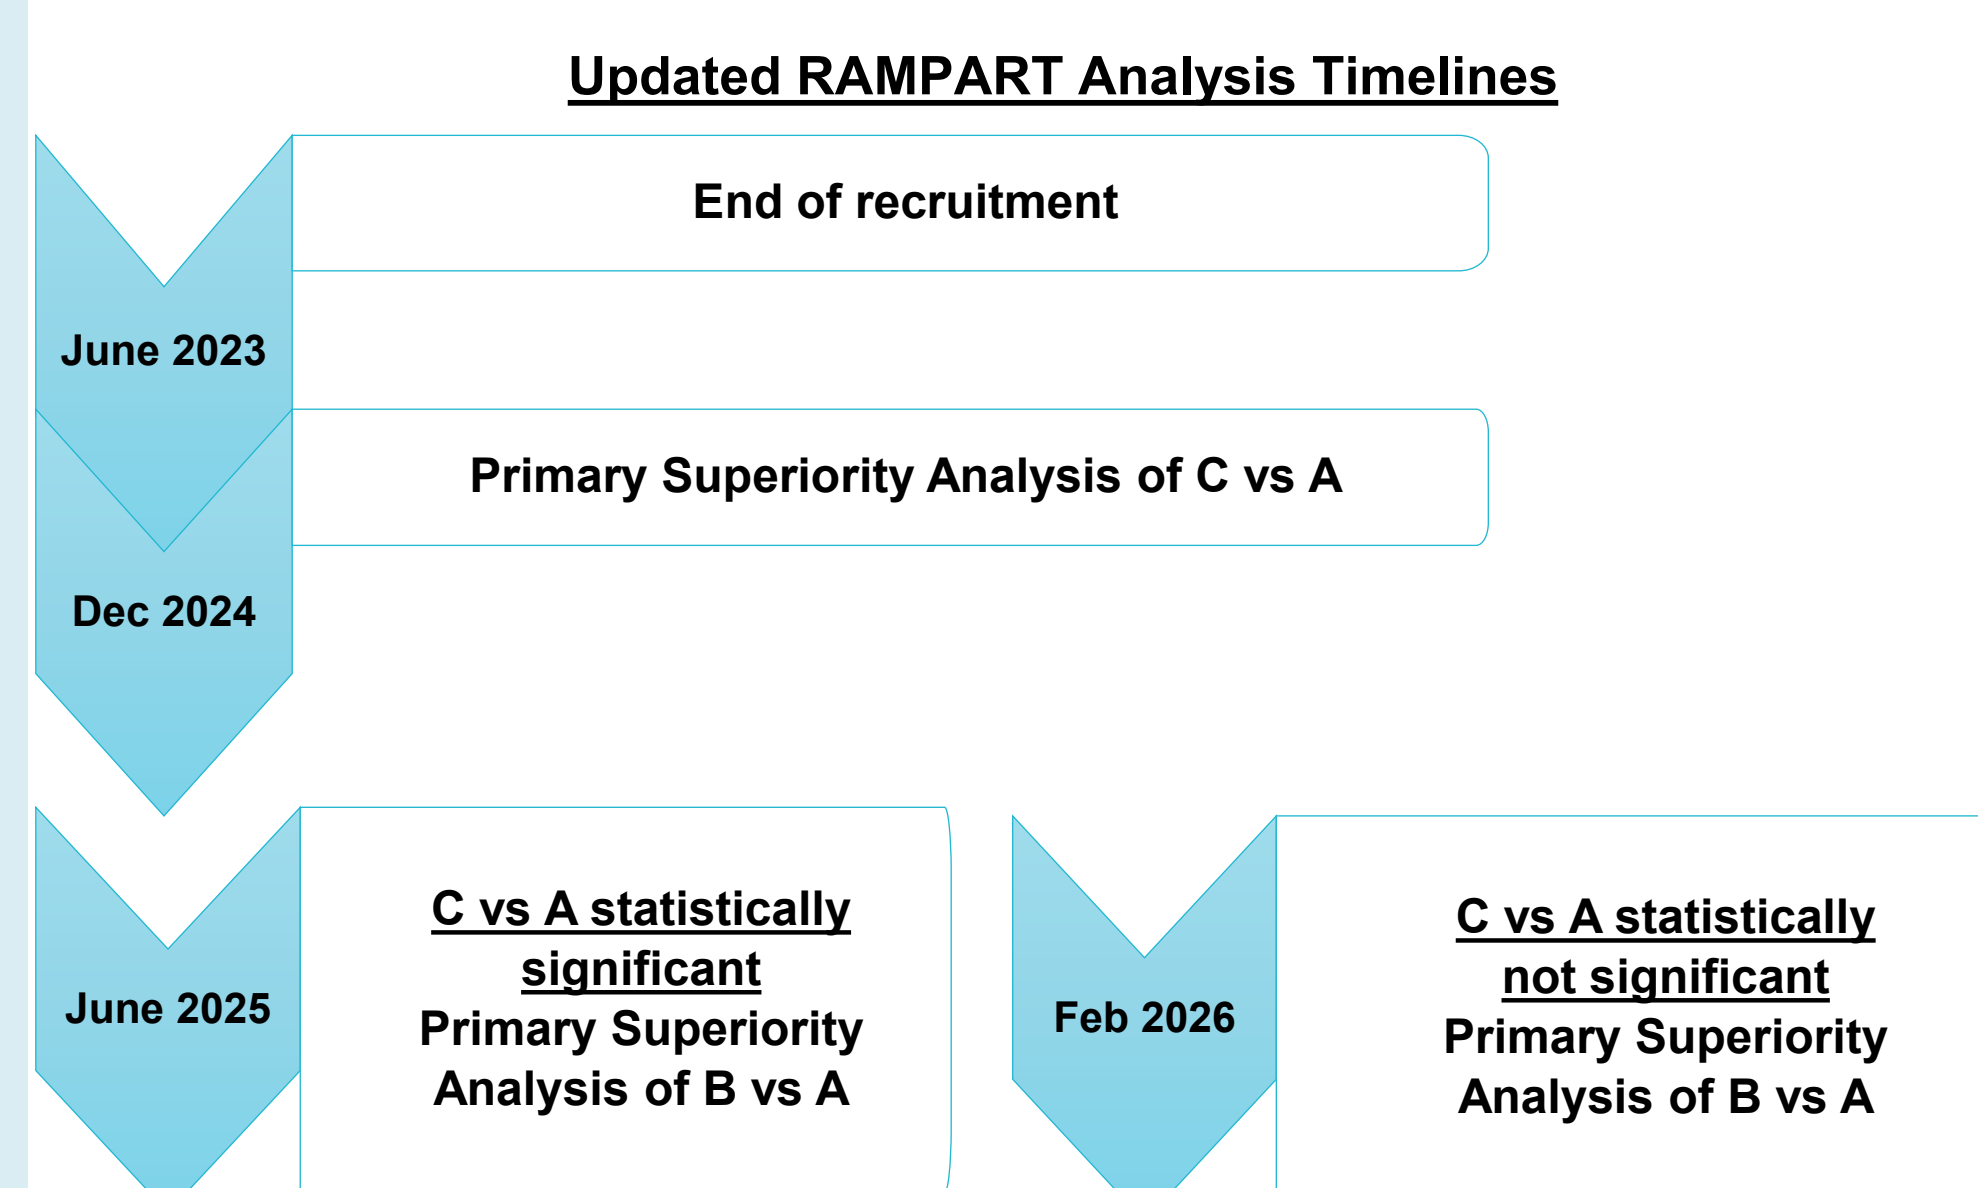 Updated RAMPART Analysis Timelines
End of recruitment
June 2023
Primary Superiority Analysis of C vs A
Dec 2024
C vs A statistically
significant
Primary Superiority
Analysis of B vs A
June 2025
C vs A statistically
not significant
Primary Superiority
Analysis of B vs A
Feb 2026